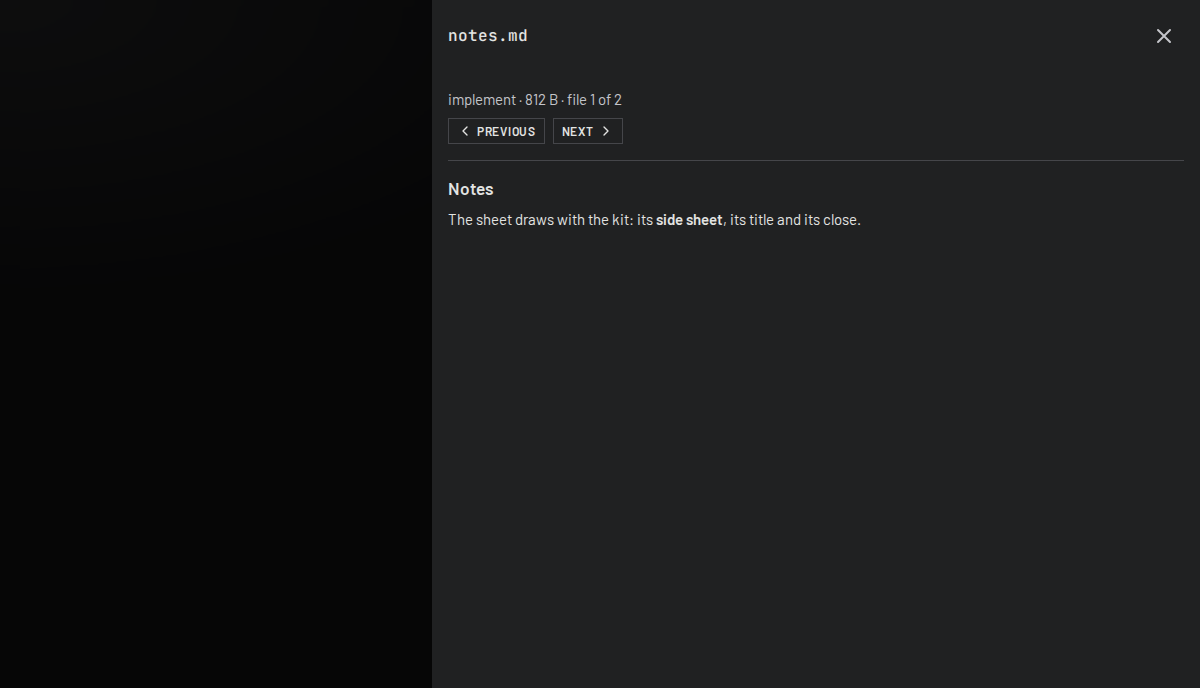 notes.md
implement · 812 B · file 1 of 2
PREVIOUS NEXT
Notes
The sheet draws with the kit: its side sheet, its title and its close.